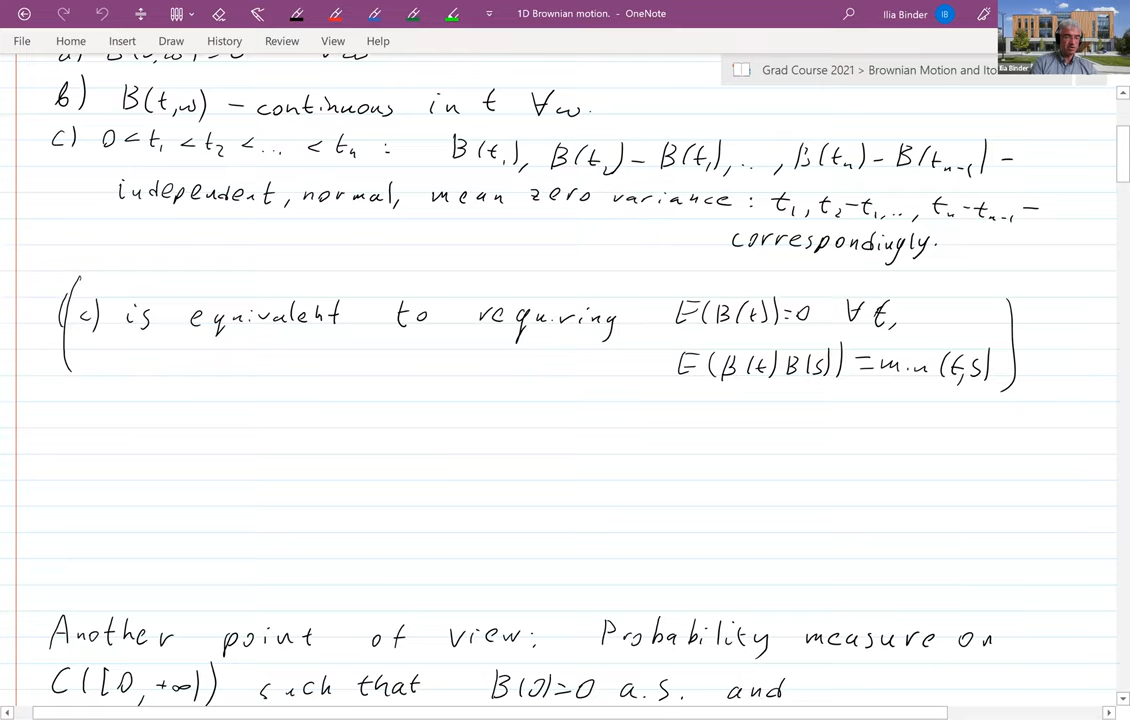 1D Brownian motion. - OneNote
Ilia Binder
IB
File Home Insert Draw History Review View Help
Ilia Binder
Grad Course 2021 > Brownian Motion and Ito
b) B(t,ω) - continuous in t ∀ω.
c) 0 < t₁ < t₂ < ... < tₙ : B(t₁), B(t₂) - B(t₁), .., B(tₙ) - B(tₙ₋₁) -
independent, normal, mean zero variance: t₁, t₂-t₁, .., tₙ-tₙ₋₁ -
correspondingly.
(c) is equivalent to requiring E(B(t))=0 ∀ t,
E(B(t)B(s)) = min(t,s))
Another point of view: Probability measure on
C([0,+∞)) such that B(0)=0 a.s. and